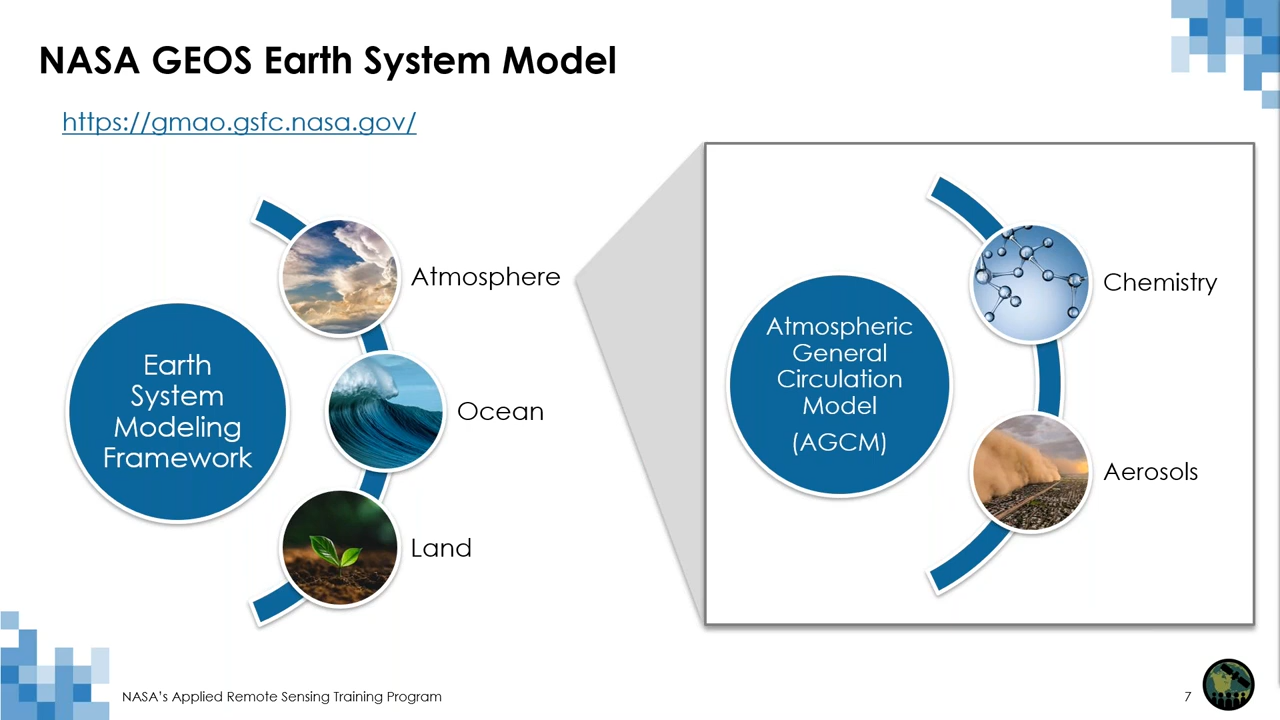 NASA GEOS Earth System Model
https://gmao.gsfc.nasa.gov/
Earth
System
Modeling
Framework
Atmosphere
Ocean
Land
Atmospheric
General
Circulation
Model
(AGCM)
Chemistry
Aerosols
NASA's Applied Remote Sensing Training Program
7